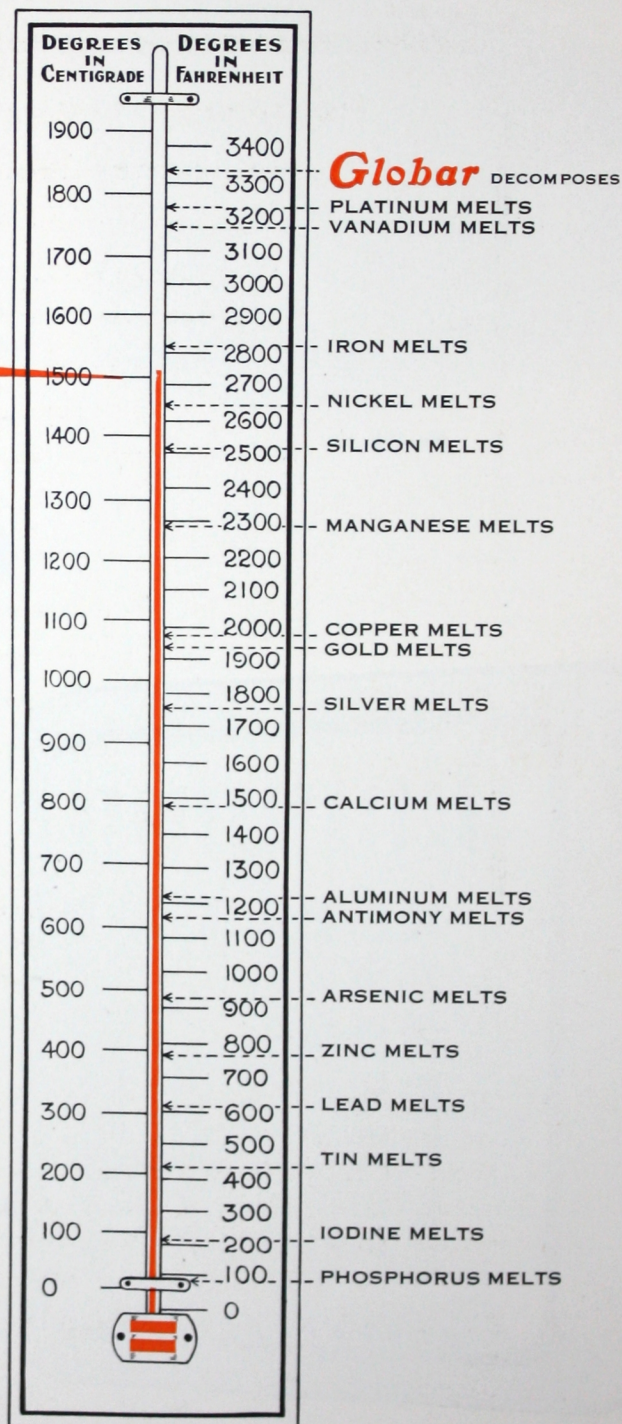 DEGREES IN CENTIGRADE
DEGREES IN FAHRENHEIT
1900
3400
Globar DECOMPOSES
3300
1800
PLATINUM MELTS
3200
VANADIUM MELTS
1700
3100
3000
1600
2900
IRON MELTS
2800
1500
2700
NICKEL MELTS
2600
1400
SILICON MELTS
2500
2400
1300
2300
MANGANESE MELTS
1200
2200
2100
1100
2000
COPPER MELTS
GOLD MELTS
1900
1000
1800
SILVER MELTS
1700
900
1600
800
1500
CALCIUM MELTS
1400
700
1300
ALUMINUM MELTS
1200
ANTIMONY MELTS
600
1100
1000
500
ARSENIC MELTS
900
800
400
ZINC MELTS
700
300
LEAD MELTS
600
500
TIN MELTS
200
400
300
100
IODINE MELTS
200
100
PHOSPHORUS MELTS
0
0